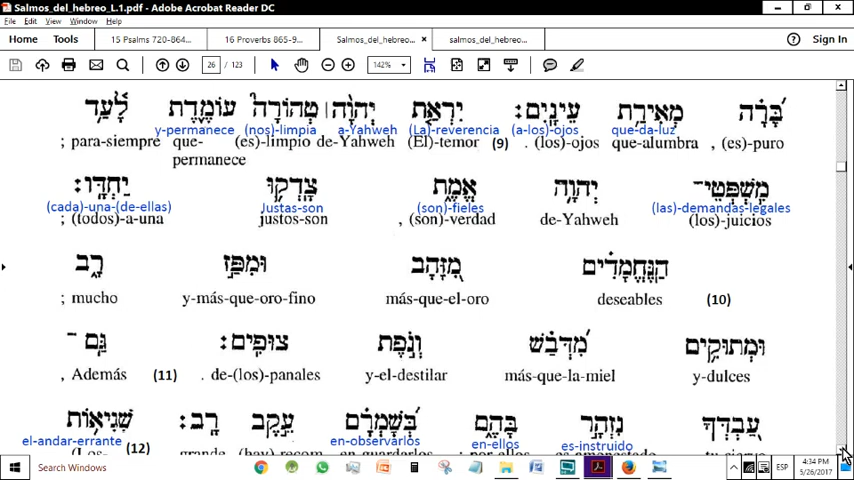 Salmos_del_hebreo_L.1.pdf - Adobe Acrobat Reader DC
File Edit View Window Help
Home Tools 15 Psalms 720-864... 16 Proverbs 865-9... Salmos_del_hebreo... × salmos_del_hebreo... Sign In
26 / 123 142%
בָּרָה מְאִירַת עֵינָיִם׃ יִרְאַת יְהוָה׀ טְהוֹרָה עוֹמֶדֶת לָעַד
y-permanece (nos)-limpia a-Yahweh (La)-reverencia (a-los)-ojos que-da-luz
; para-siempre que- (es)-limpio de-Yahweh (El)-temor (9) . (los)-ojos que-alumbra , (es)-puro
permanece
מִשְׁפְּטֵי־ יְהוָה אֱמֶת צָדְקוּ יַחְדָּו׃
(cada)-una-(de-ellas) Justas-son (son)-fieles (las)-demandas-legales
; (todos)-a-una justos-son , (son)-verdad de-Yahweh (los)-juicios
הַנֶּחֱמָדִים מִזָּהָב וּמִפַּז רָב
; mucho y-más-que-oro-fino más-que-el-oro deseables (10)
וּמְתוּקִים מִדְּבַשׁ וְנֹפֶת צוּפִים׃ גַּם־
, Además (11) . de-(los)-panales y-el-destilar más-que-la-miel y-dulces
עַבְדְּךָ נִזְהָר בָּהֶם בְּשָׁמְרָם עֵקֶב רָב׃ שְׁגִיאוֹת
el-andar-errante en-observarlos en-ellos es-instruido
(12)
Search Windows ESP 4:34 PM
5/26/2017